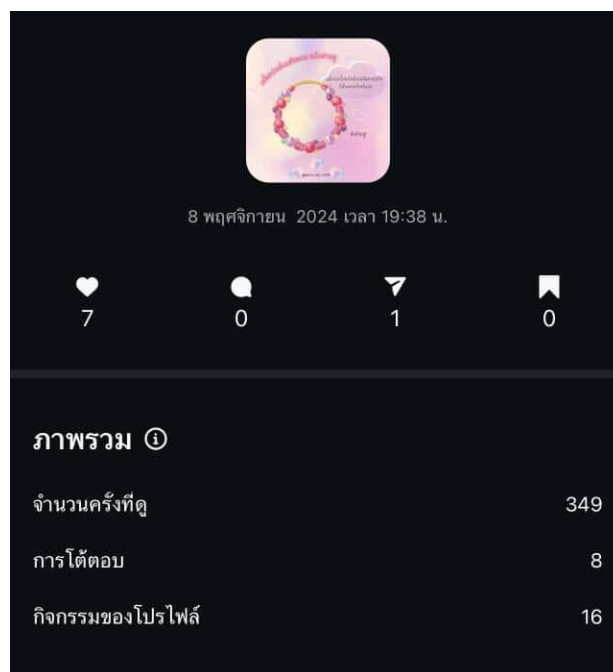 8 พฤศจิกายน 2024 เวลา 19:38 น.
7 0 1 0
ภาพรวม
จำนวนครั้งที่ดู 349
การโต้ตอบ 8
กิจกรรมของโปรไฟล์ 16